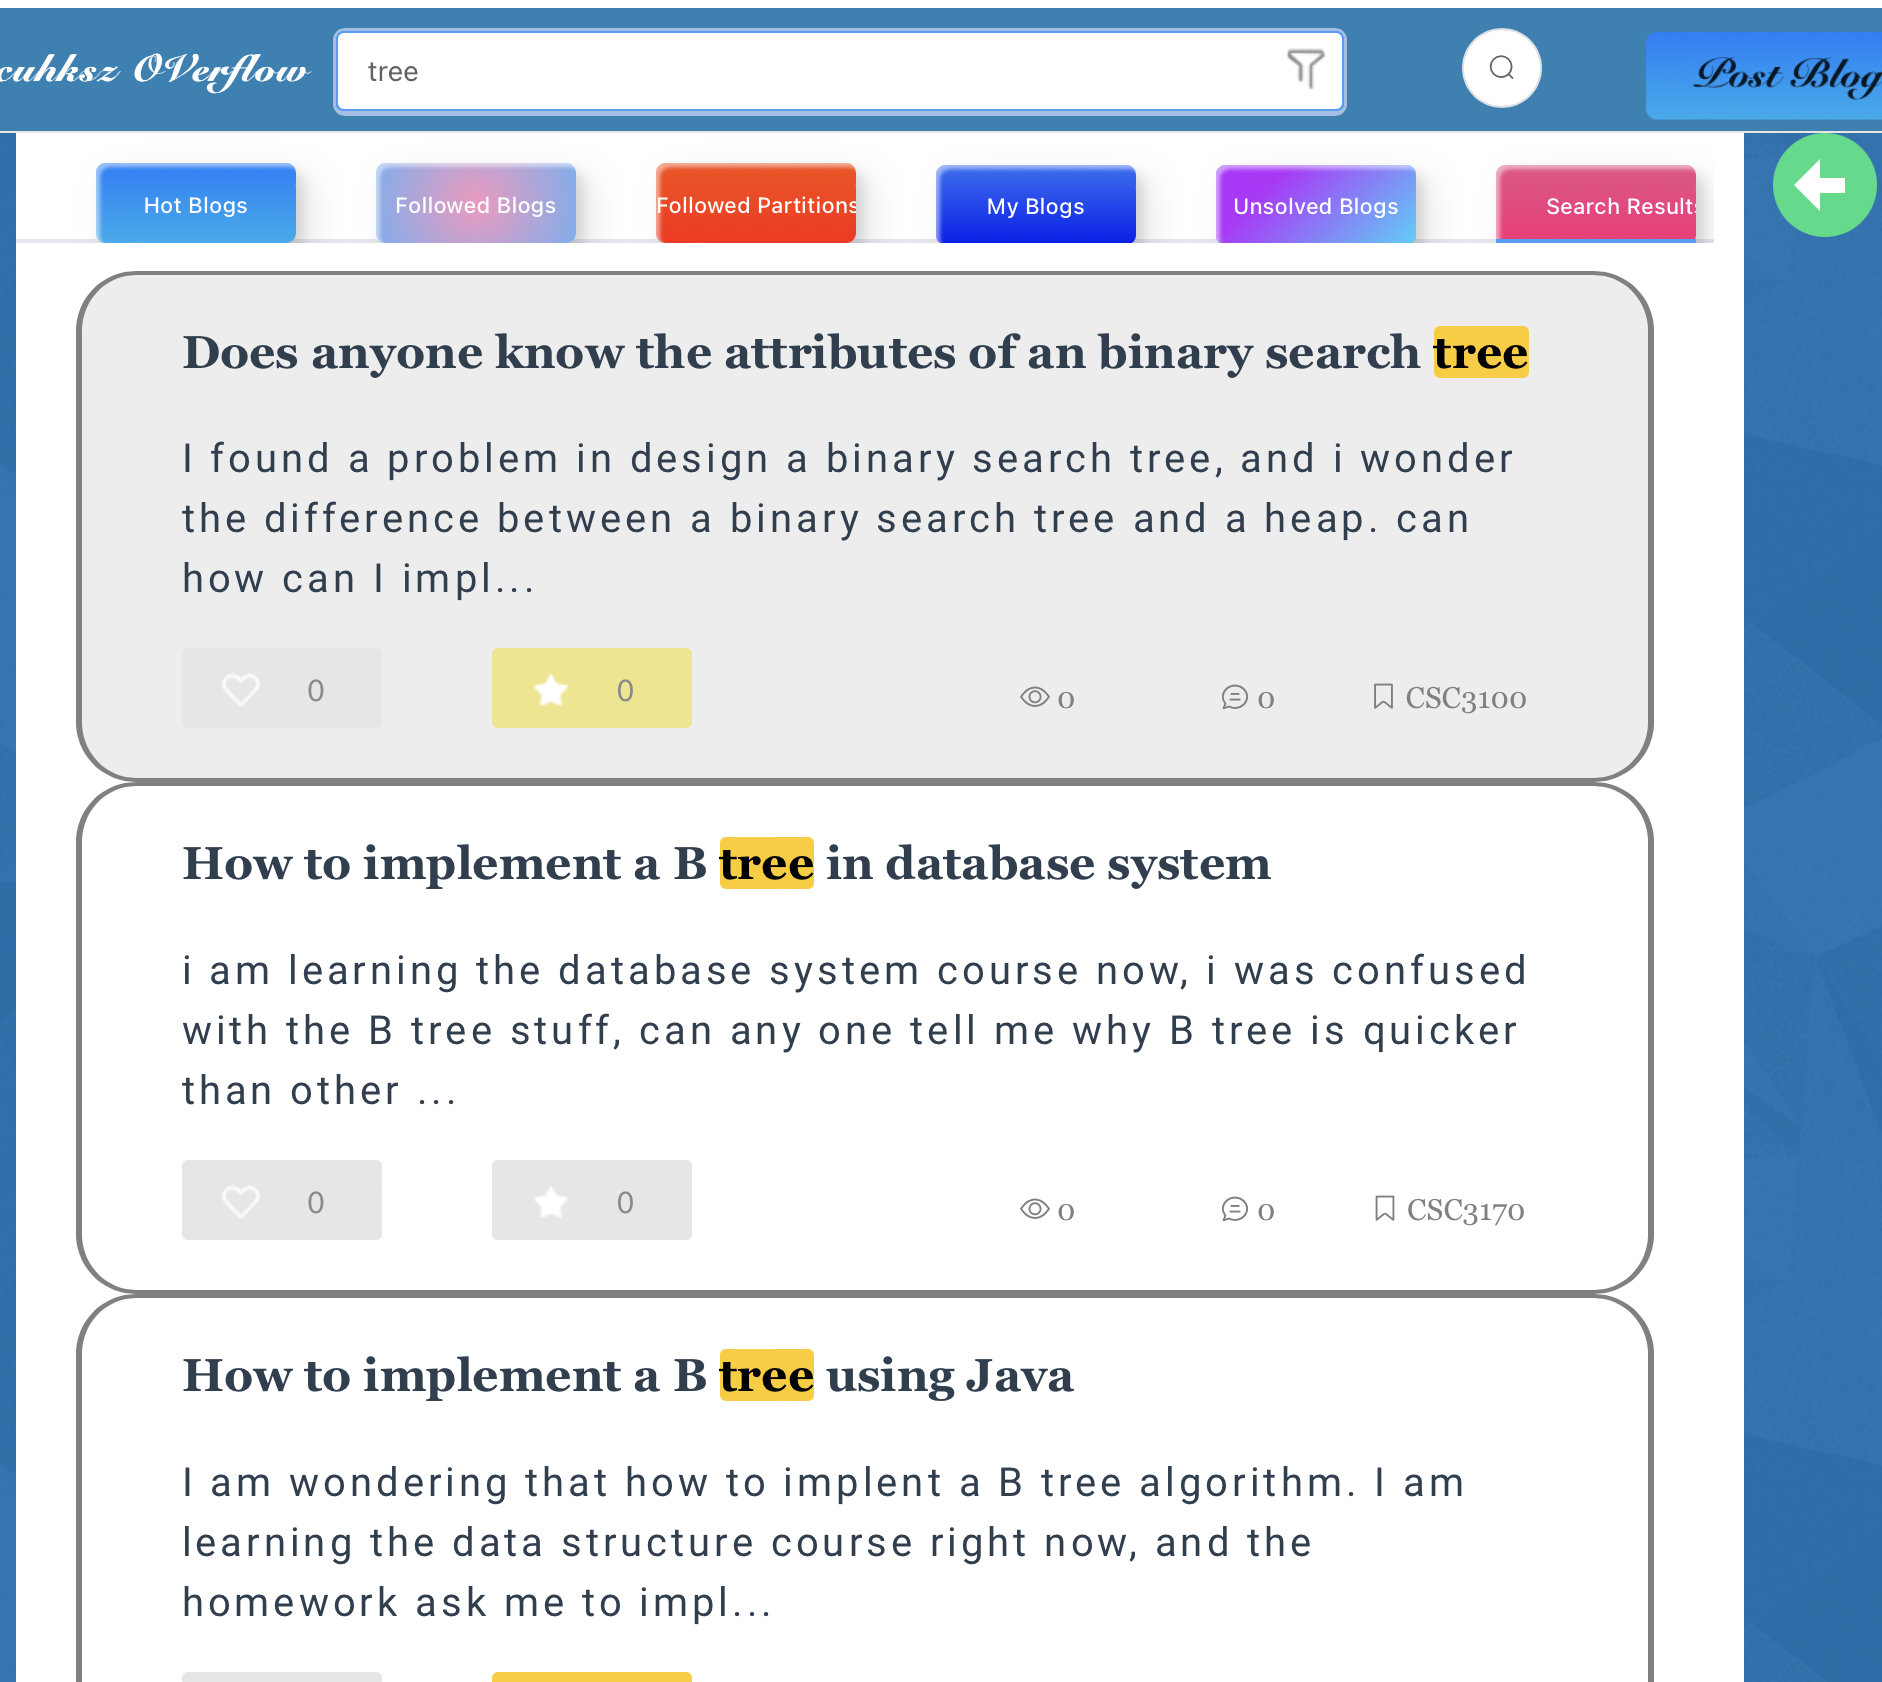 cuhksz OVerflow
tree
Post Blog
Hot Blogs
Followed Blogs
Followed Partitions
My Blogs
Unsolved Blogs
Search Results
Does anyone know the attributes of an binary search tree
I found a problem in design a binary search tree, and i wonder
the difference between a binary search tree and a heap. can
how can I impl...
0 0 0 0 CSC3100
How to implement a B tree in database system
i am learning the database system course now, i was confused
with the B tree stuff, can any one tell me why B tree is quicker
than other ...
0 0 0 0 CSC3170
How to implement a B tree using Java
I am wondering that how to implent a B tree algorithm. I am
learning the data structure course right now, and the
homework ask me to impl...